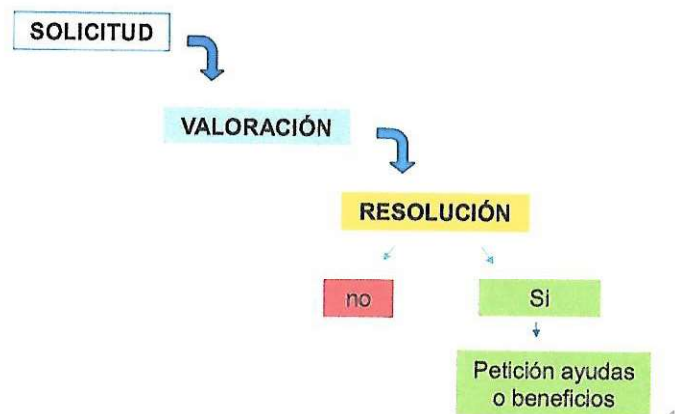 SOLICITUD
VALORACIÓN
RESOLUCIÓN
no
Si
Petición ayudas
o beneficios